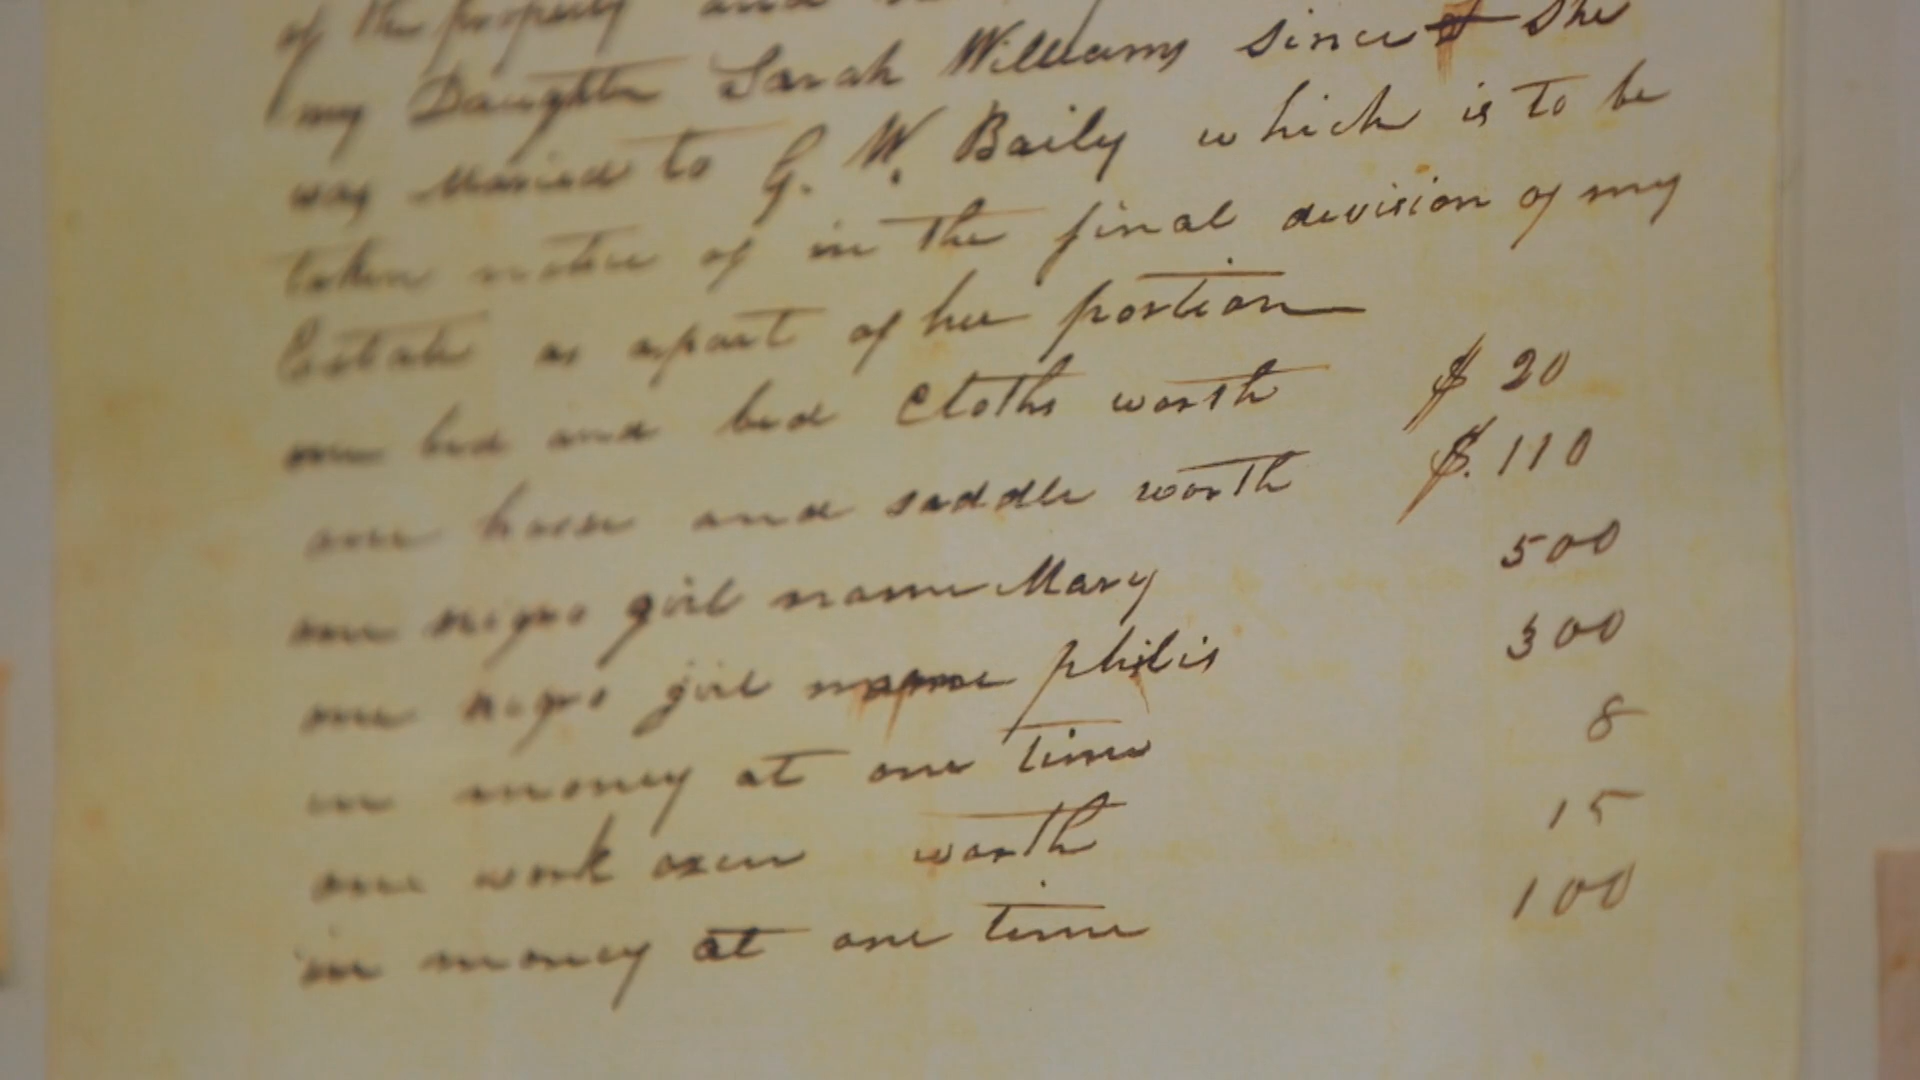 of the property and
my Daughter Sarah Williams since she
was Maried to G. W. Baily which is to be
taken notice of in the final devision of my
Estate as apart of her portion
one bed and bed Cloths worth $ 20
one horse and saddle worth $. 110
one negro girl name Mary 500
one negro girl name philis 300
in money at one time 8
one work oxen worth 15
in money at one time 100